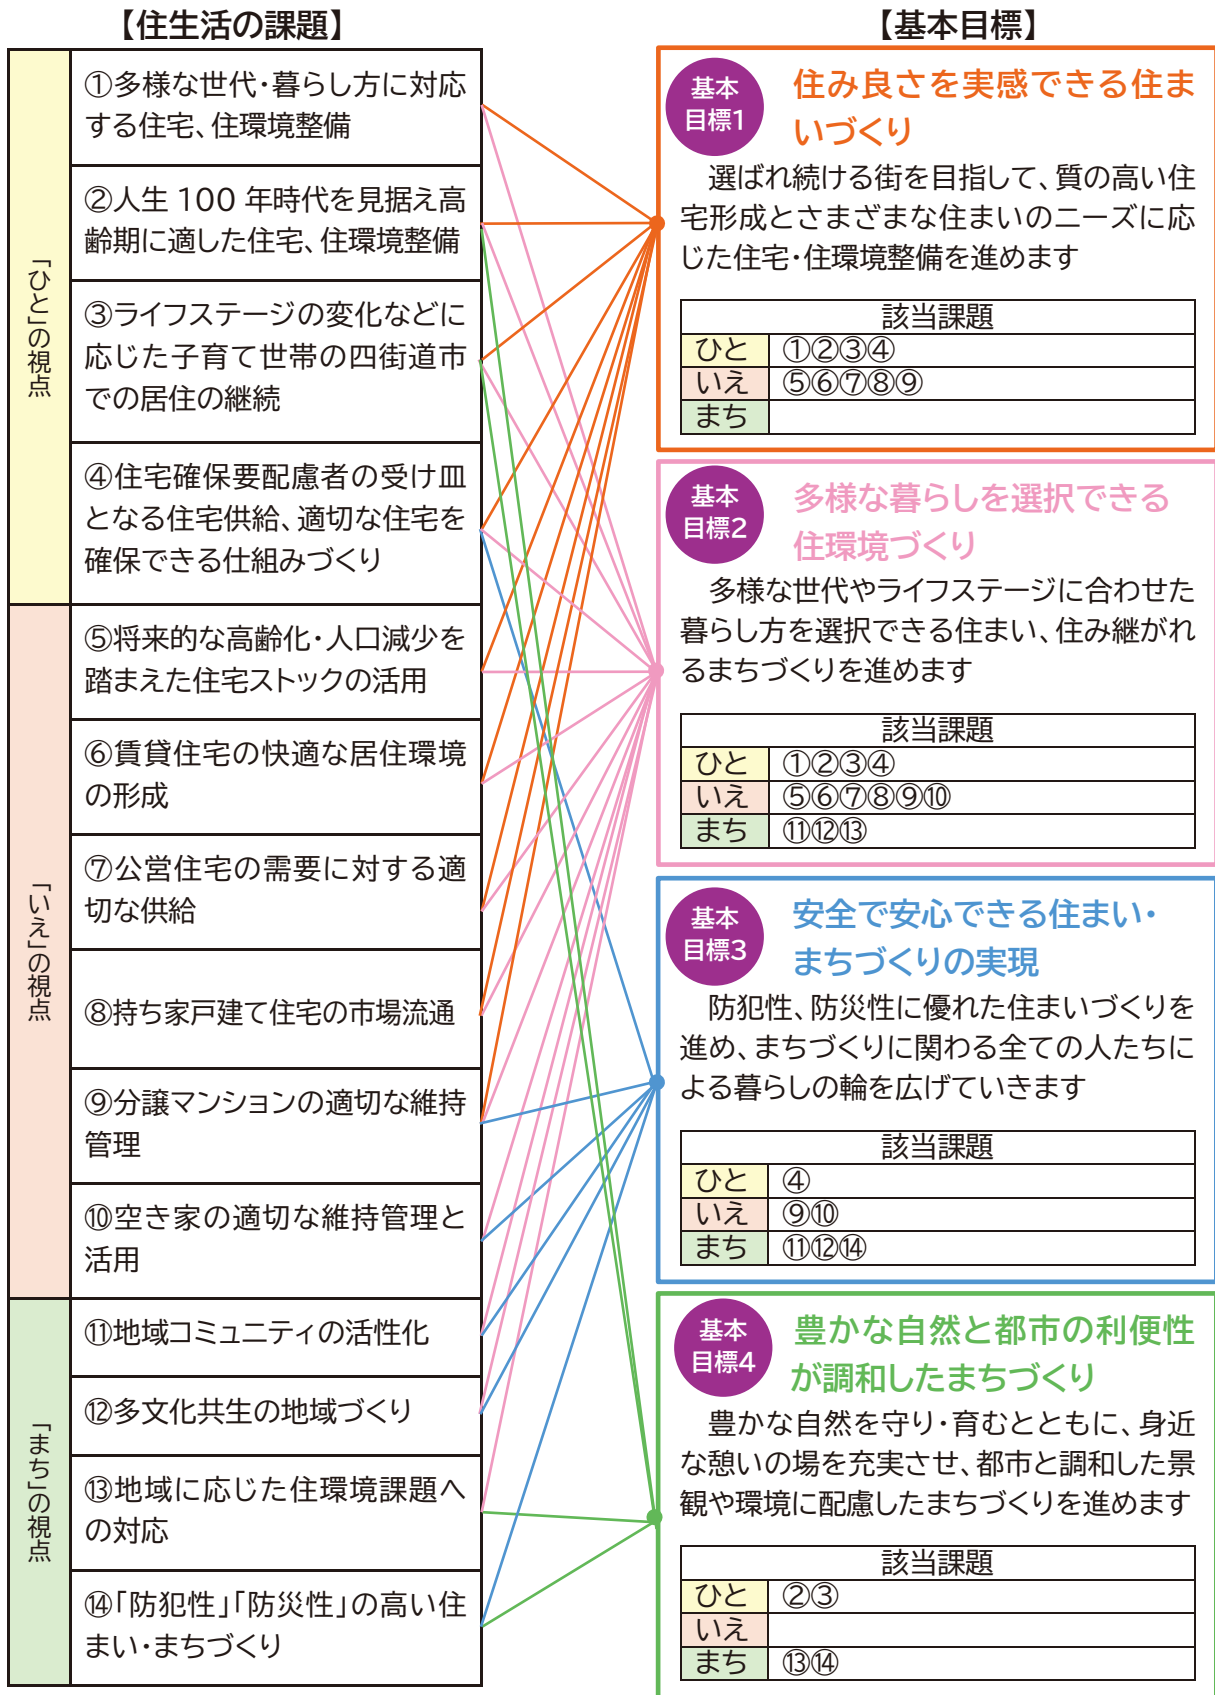 【住生活の課題】
「ひと」の視点
①多様な世代・暮らし方に対応
する住宅、住環境整備
②人生 100 年時代を見据え高
齢期に適した住宅、住環境整備
③ライフステージの変化などに
応じた子育て世帯の四街道市
での居住の継続
④住宅確保要配慮者の受け皿
となる住宅供給、適切な住宅を
確保できる仕組みづくり
「いえ」の視点
⑤将来的な高齢化・人口減少を
踏まえた住宅ストックの活用
⑥賃貸住宅の快適な居住環境
の形成
⑦公営住宅の需要に対する適
切な供給
⑧持ち家戸建て住宅の市場流通
⑨分譲マンションの適切な維持
管理
⑩空き家の適切な維持管理と
活用
「まち」の視点
⑪地域コミュニティの活性化
⑫多文化共生の地域づくり
⑬地域に応じた住環境課題へ
の対応
⑭「防犯性」「防災性」の高い住
まい・まちづくり
【基本目標】
基本
目標1
住み良さを実感できる住ま
いづくり
選ばれ続ける街を目指して、質の高い住
宅形成とさまざまな住まいのニーズに応
じた住宅・住環境整備を進めます
該当課題
ひと ①②③④
いえ ⑤⑥⑦⑧⑨
まち
基本
目標2
多様な暮らしを選択できる
住環境づくり
多様な世代やライフステージに合わせた
暮らし方を選択できる住まい、住み継がれ
るまちづくりを進めます
該当課題
ひと ①②③④
いえ ⑤⑥⑦⑧⑨⑩
まち ⑪⑫⑬
基本
目標3
安全で安心できる住まい・
まちづくりの実現
防犯性、防災性に優れた住まいづくりを
進め、まちづくりに関わる全ての人たちに
よる暮らしの輪を広げていきます
該当課題
ひと ④
いえ ⑨⑩
まち ⑪⑫⑭
基本
目標4
豊かな自然と都市の利便性
が調和したまちづくり
豊かな自然を守り・育むとともに、身近
な憩いの場を充実させ、都市と調和した景
観や環境に配慮したまちづくりを進めます
該当課題
ひと ②③
いえ
まち ⑬⑭